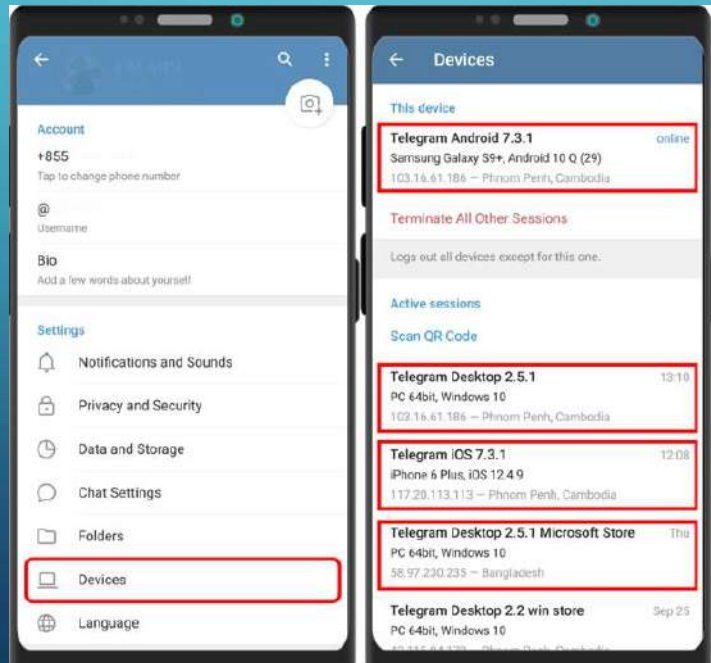 Account
+855
Tap to change phone number
@
Username
Bio
Add a few words about yourself
Settings
Notifications and Sounds
Privacy and Security
Data and Storage
Chat Settings
Folders
Devices
Language
Devices
This device
Telegram Android 7.3.1 online
Samsung Galaxy S9+, Android 10 Q (29)
103.16.61.186 – Phnom Penh, Cambodia
Terminate All Other Sessions
Logs out all devices except for this one.
Active sessions
Scan QR Code
Telegram Desktop 2.5.1 13:10
PC 64bit, Windows 10
103.16.61.186 – Phnom Penh, Cambodia
Telegram iOS 7.3.1 12:08
iPhone 6 Plus, iOS 12.4.9
117.20.113.113 – Phnom Penh, Cambodia
Telegram Desktop 2.5.1 Microsoft Store Thu
PC 64bit, Windows 10
58.97.230.235 – Bangladesh
Telegram Desktop 2.2 win store Sep 25
PC 64bit, Windows 10